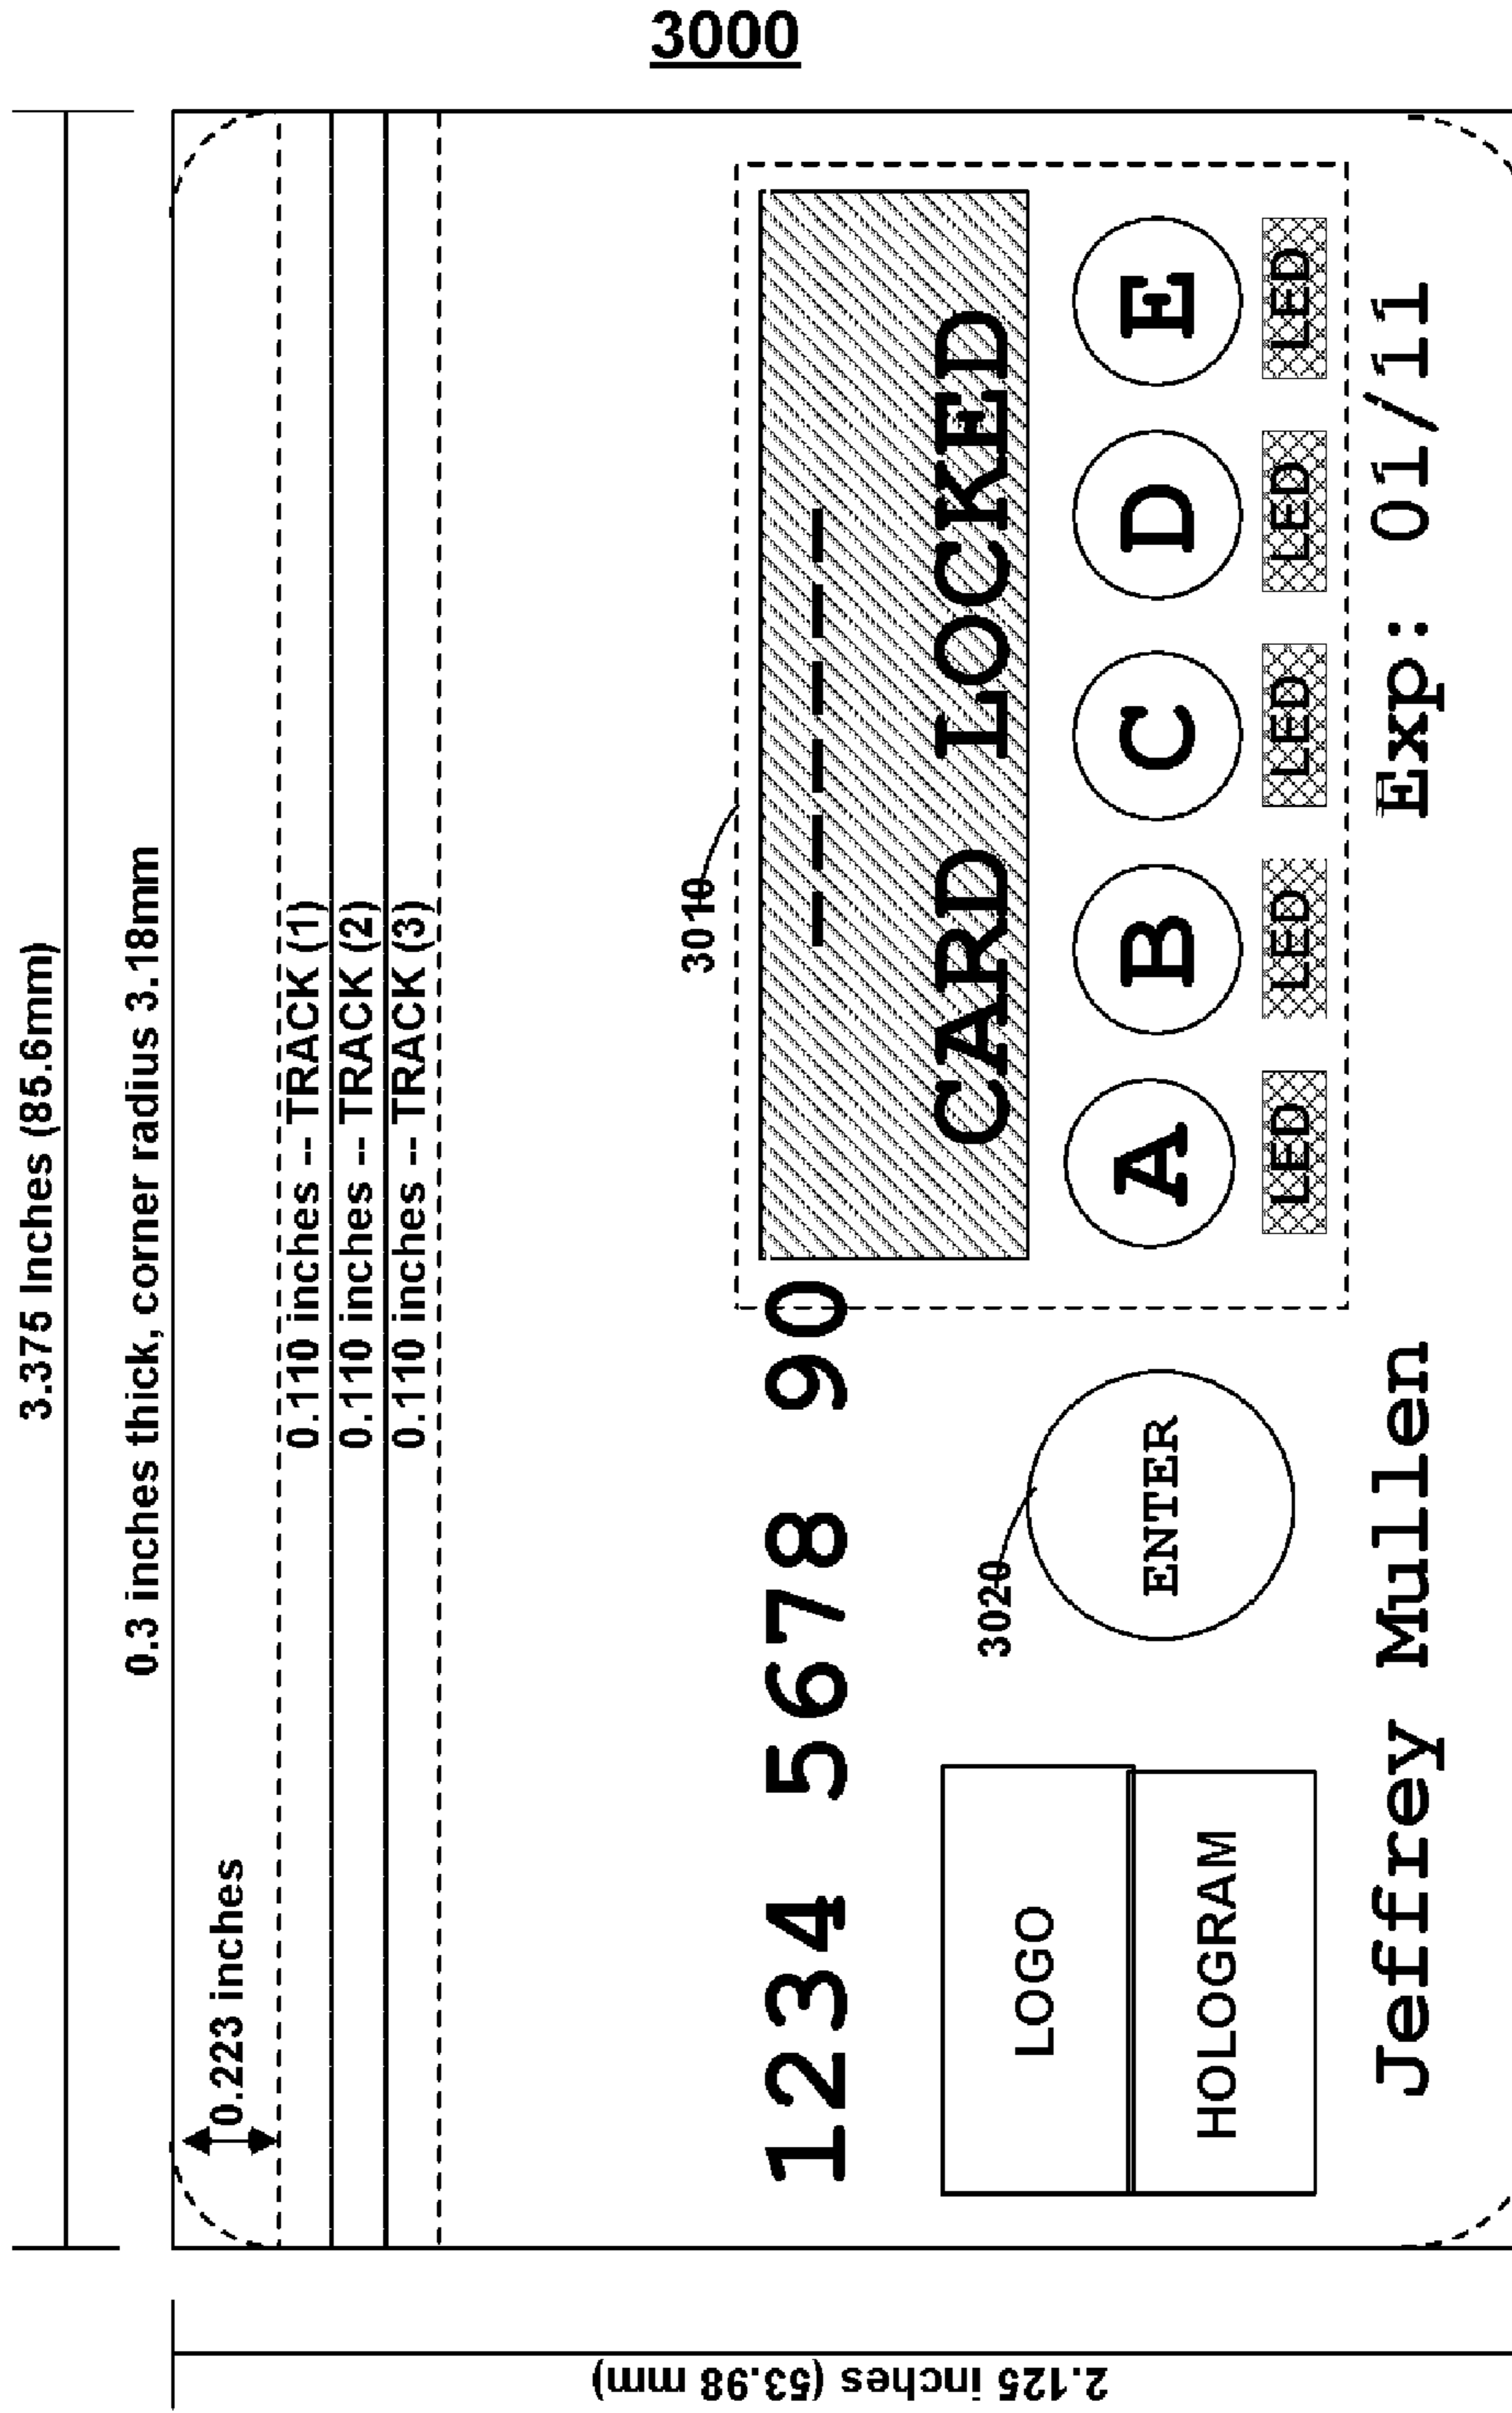 3000
3.375 Inches (85.6mm)
0.3 inches thick, corner radius 3.18mm
0.223 inches
0.110 inches -- TRACK (1)
0.110 inches -- TRACK (2)
0.110 inches -- TRACK (3)
3010
1234 5678 90
CARD LOCKED
LOGO
3020
ENTER
A B C D E
HOLOGRAM
LED LED LED LED LED
Jeffrey Mullen Exp: 01/11
2.125 inches (53.98 mm)